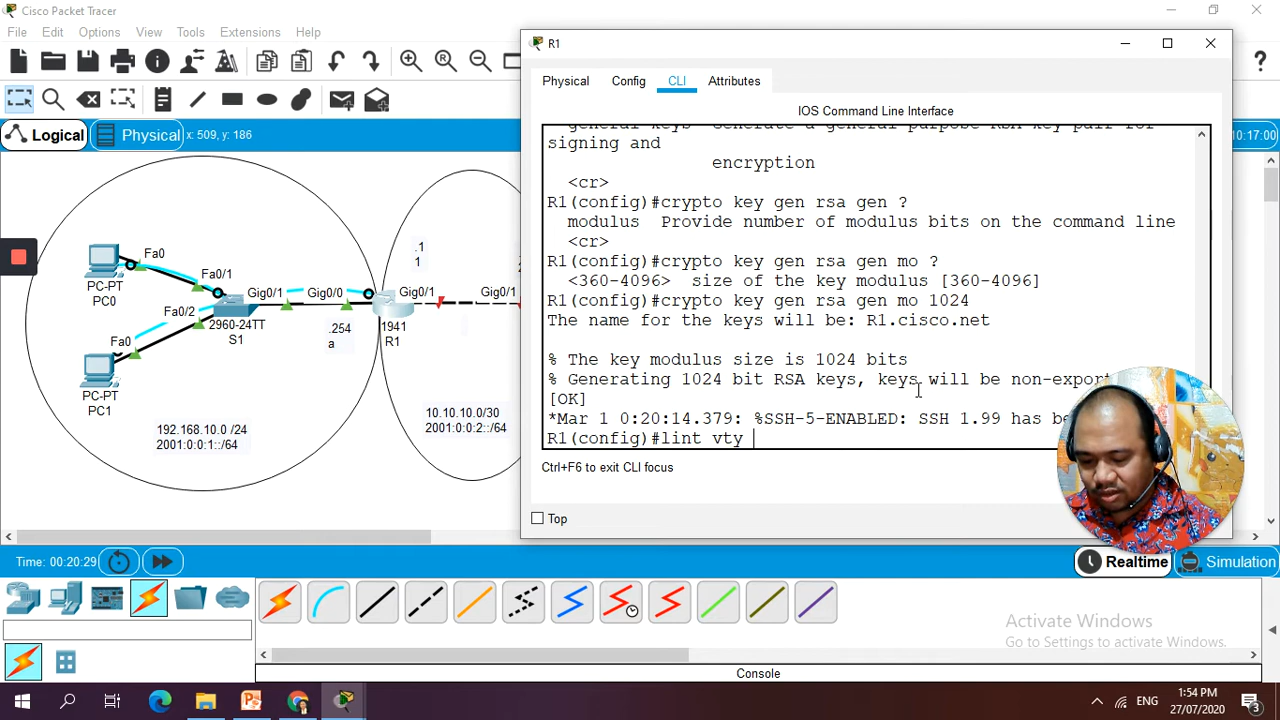 Cisco Packet Tracer
File Edit Options View Tools Extensions Help
Logical Physical x: 509, y: 186
10:17:00
R1
Physical Config CLI Attributes
IOS Command Line Interface
general-keys Generate a general purpose RSA key pair for
signing and
encryption
<cr>
R1(config)#crypto key gen rsa gen ?
modulus Provide number of modulus bits on the command line
<cr>
R1(config)#crypto key gen rsa gen mo ?
<360-4096> size of the key modulus [360-4096]
R1(config)#crypto key gen rsa gen mo 1024
The name for the keys will be: R1.cisco.net
% The key modulus size is 1024 bits
% Generating 1024 bit RSA keys, keys will be non-export
[OK]
*Mar 1 0:20:14.379: %SSH-5-ENABLED: SSH 1.99 has be
R1(config)#lint vty
Ctrl+F6 to exit CLI focus
Top
Fa0
PC-PT
PC0
Fa0/1
Fa0/2
Gig0/1
Gig0/0
2960-24TT
S1
Fa0
PC-PT
PC1
.254
a
.1
1
Gig0/1
Gig0/1
1941
R1
192.168.10.0 /24
2001:0:0:1::/64
10.10.10.0/30
2001:0:0:2::/64
Time: 00:20:29
Realtime Simulation
Activate Windows
Go to Settings to activate Windows.
Console
ENG
1:54 PM
27/07/2020
3